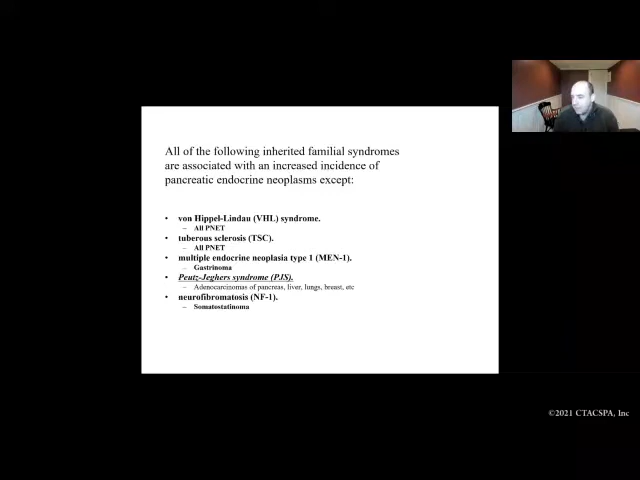 All of the following inherited familial syndromes
are associated with an increased incidence of
pancreatic endocrine neoplasms except:
• von Hippel-Lindau (VHL) syndrome.
– All PNET
• tuberous sclerosis (TSC).
– All PNET
• multiple endocrine neoplasia type 1 (MEN-1).
– Gastrinoma
• Peutz-Jeghers syndrome (PJS).
– Adenocarcinomas of pancreas, liver, lungs, breast, etc
• neurofibromatosis (NF-1).
– Somatostatinoma
©2021 CTACSPA, Inc